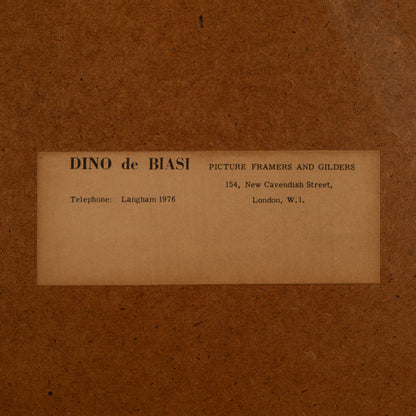 DINO de BIASI PICTURE FRAMERS AND GILDERS
154, New Cavendish Street,
Telephone: Langham 1976 London, W.1.